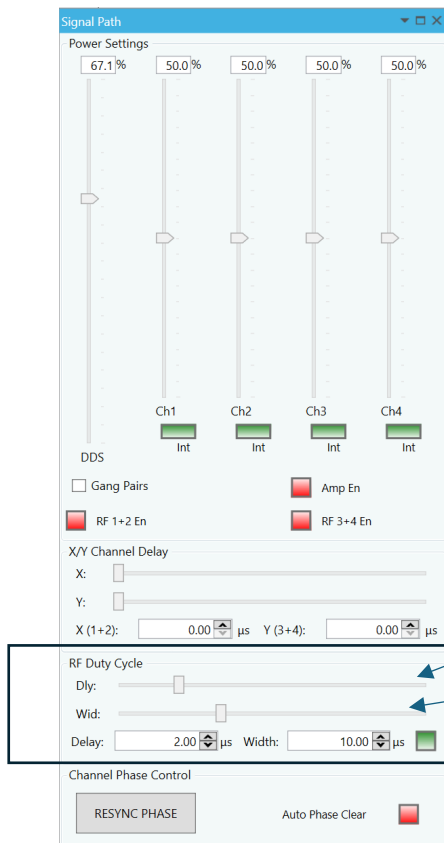 Signal Path
Power Settings
67.1 % 50.0 % 50.0 % 50.0 % 50.0 %
Ch1 Ch2 Ch3 Ch4
Int Int Int Int
DDS
Gang Pairs Amp En
RF 1+2 En RF 3+4 En
X/Y Channel Delay
X:
Y:
X (1+2): 0.00 µs Y (3+4): 0.00 µs
RF Duty Cycle
Dly:
Wid:
Delay: 2.00 µs Width: 10.00 µs
Channel Phase Control
RESYNC PHASE Auto Phase Clear